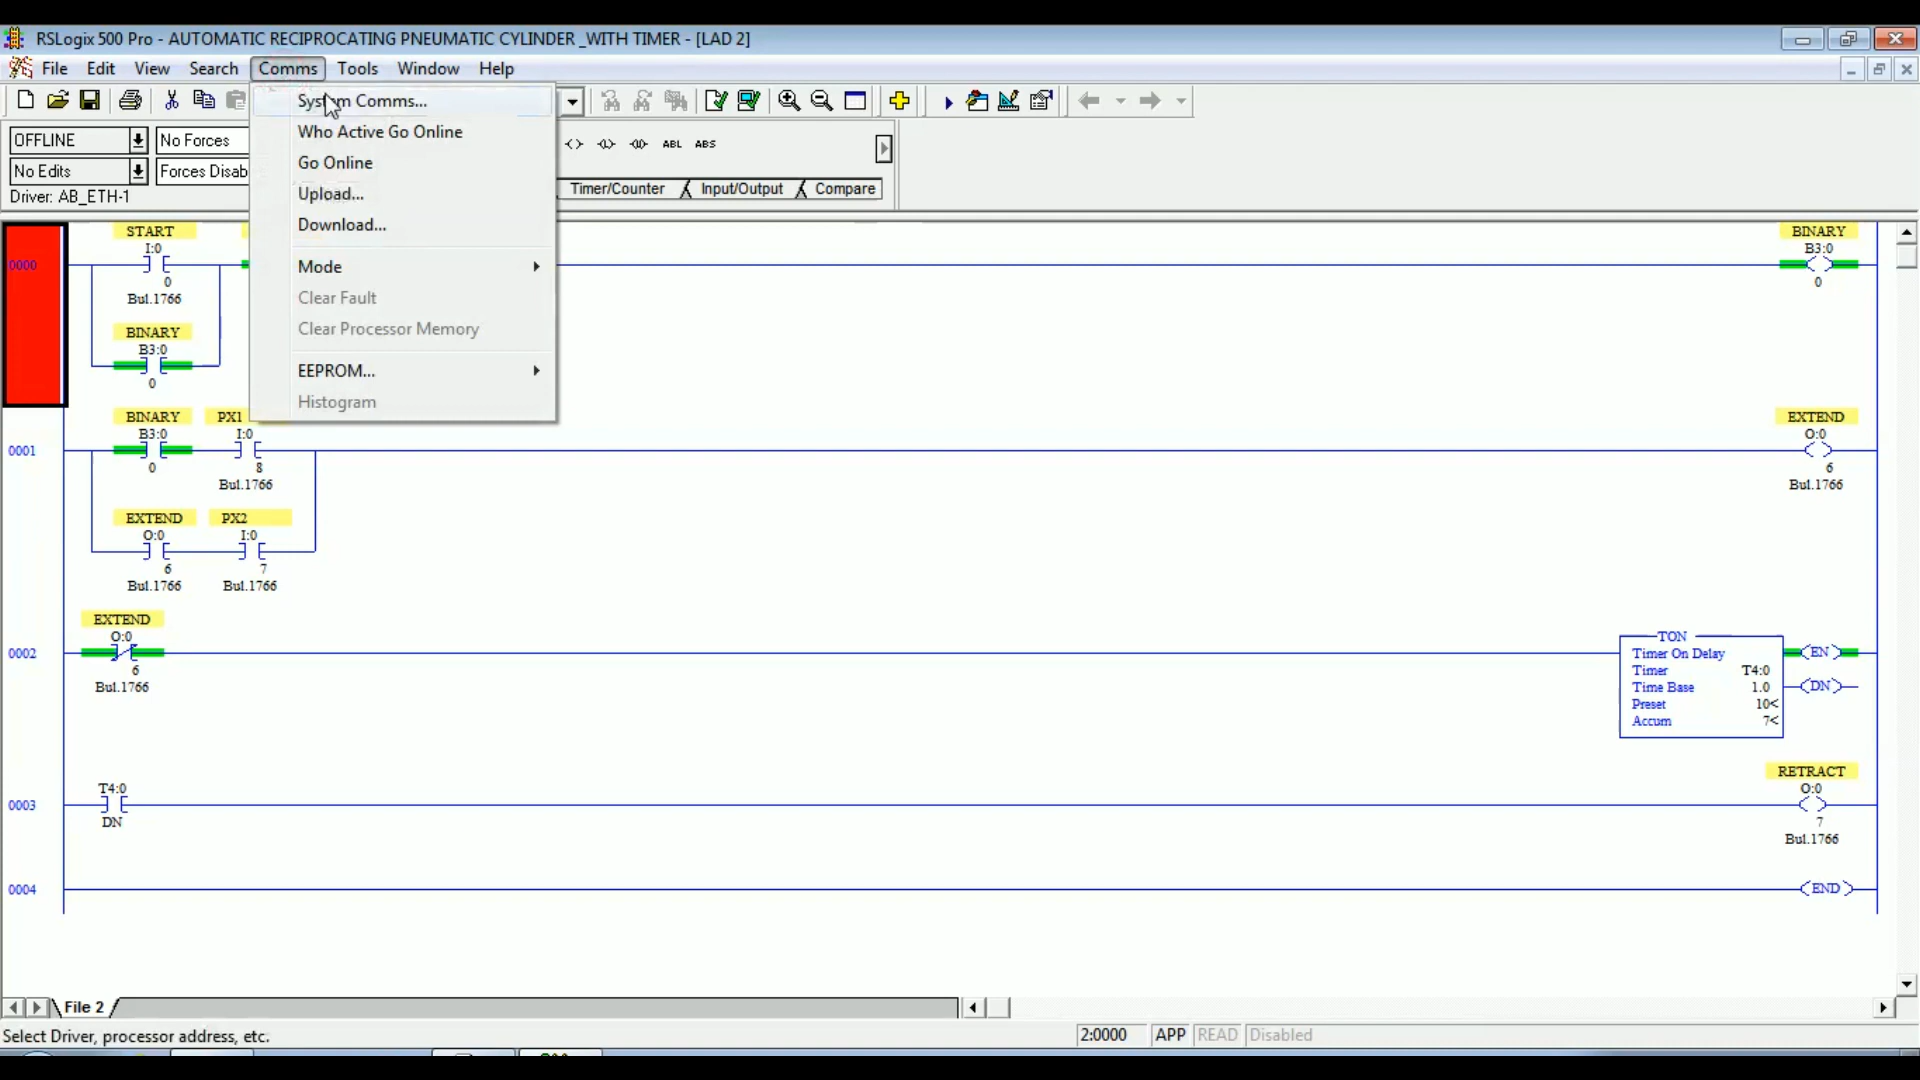 RSLogix 500 Pro - AUTOMATIC RECIPROCATING PNEUMATIC CYLINDER _WITH TIMER - [LAD 2]
File Edit View Search Comms Tools Window Help
System Comms...
Who Active Go Online
Go Online
Upload...
Download...
Mode
Clear Fault
Clear Processor Memory
EEPROM...
Histogram
OFFLINE No Forces
No Edits Forces Disab
Driver: AB_ETH-1
ABL ABS
Timer/Counter Input/Output Compare
0000
START
I:0
0
Bul.1766
BINARY
B3:0
0
BINARY
B3:0
0
0001
BINARY
B3:0
0
PX1
I:0
8
Bul.1766
EXTEND
O:0
6
Bul.1766
EXTEND
O:0
6
Bul.1766
PX2
I:0
7
Bul.1766
0002
EXTEND
O:0
6
Bul.1766
TON
Timer On Delay
Timer T4:0
Time Base 1.0
Preset 10<
Accum 7<
EN
DN
0003
T4:0
DN
RETRACT
O:0
7
Bul.1766
0004
END
File 2
Select Driver, processor address, etc.
2:0000 APP READ Disabled